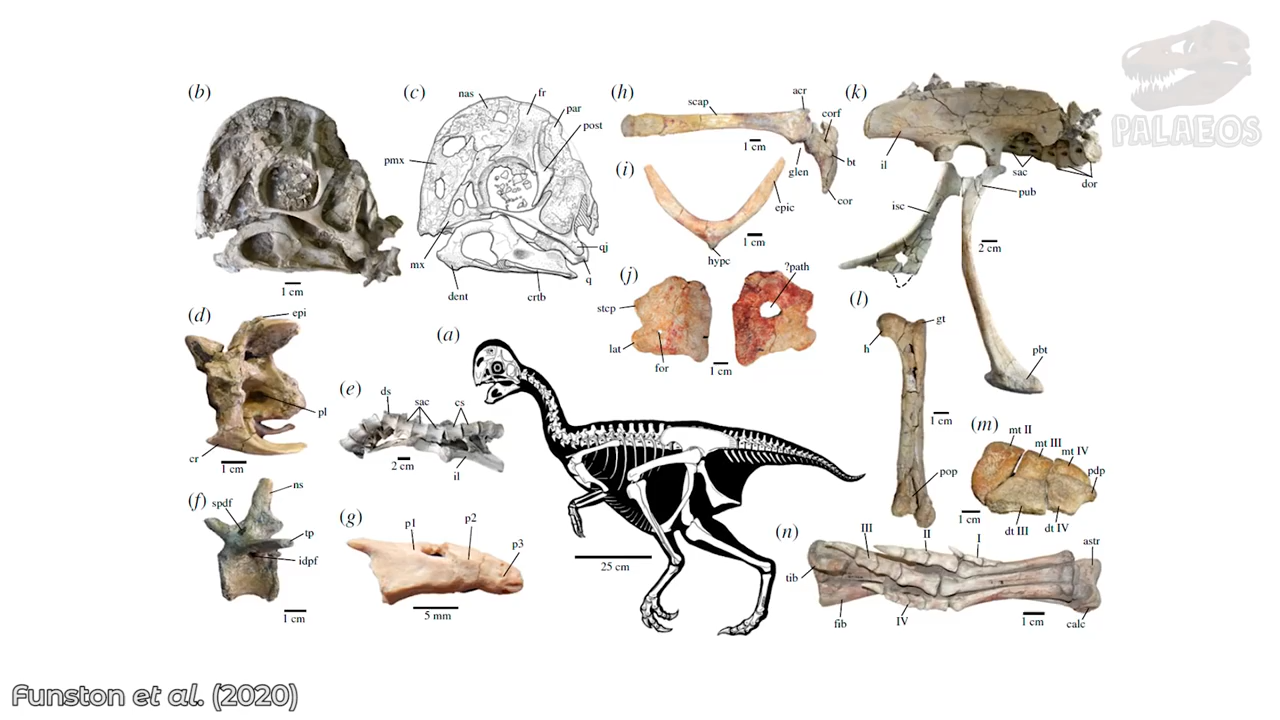 PALAEOS
(b)
1 cm
(c)
nas
fr
par
post
pmx
mx
dent
crtb
q
qj
(h)
scap
acr
corf
bt
glen
cor
1 cm
(i)
epic
hypc
1 cm
(j)
?path
stcp
lat
for
1 cm
(k)
il
sac
dor
pub
isc
2 cm
pbt
(d)
epi
pl
cr
1 cm
(a)
25 cm
(e)
ds
sac
cs
il
2 cm
(f)
ns
spdf
tp
idpf
1 cm
(g)
p1
p2
p3
5 mm
(l)
gt
h
1 cm
pop
(m)
mt II
mt III
mt IV
pdp
dt III
dt IV
1 cm
(n)
III
II
I
astr
tib
fib
IV
1 cm
calc
Funston et al. (2020)